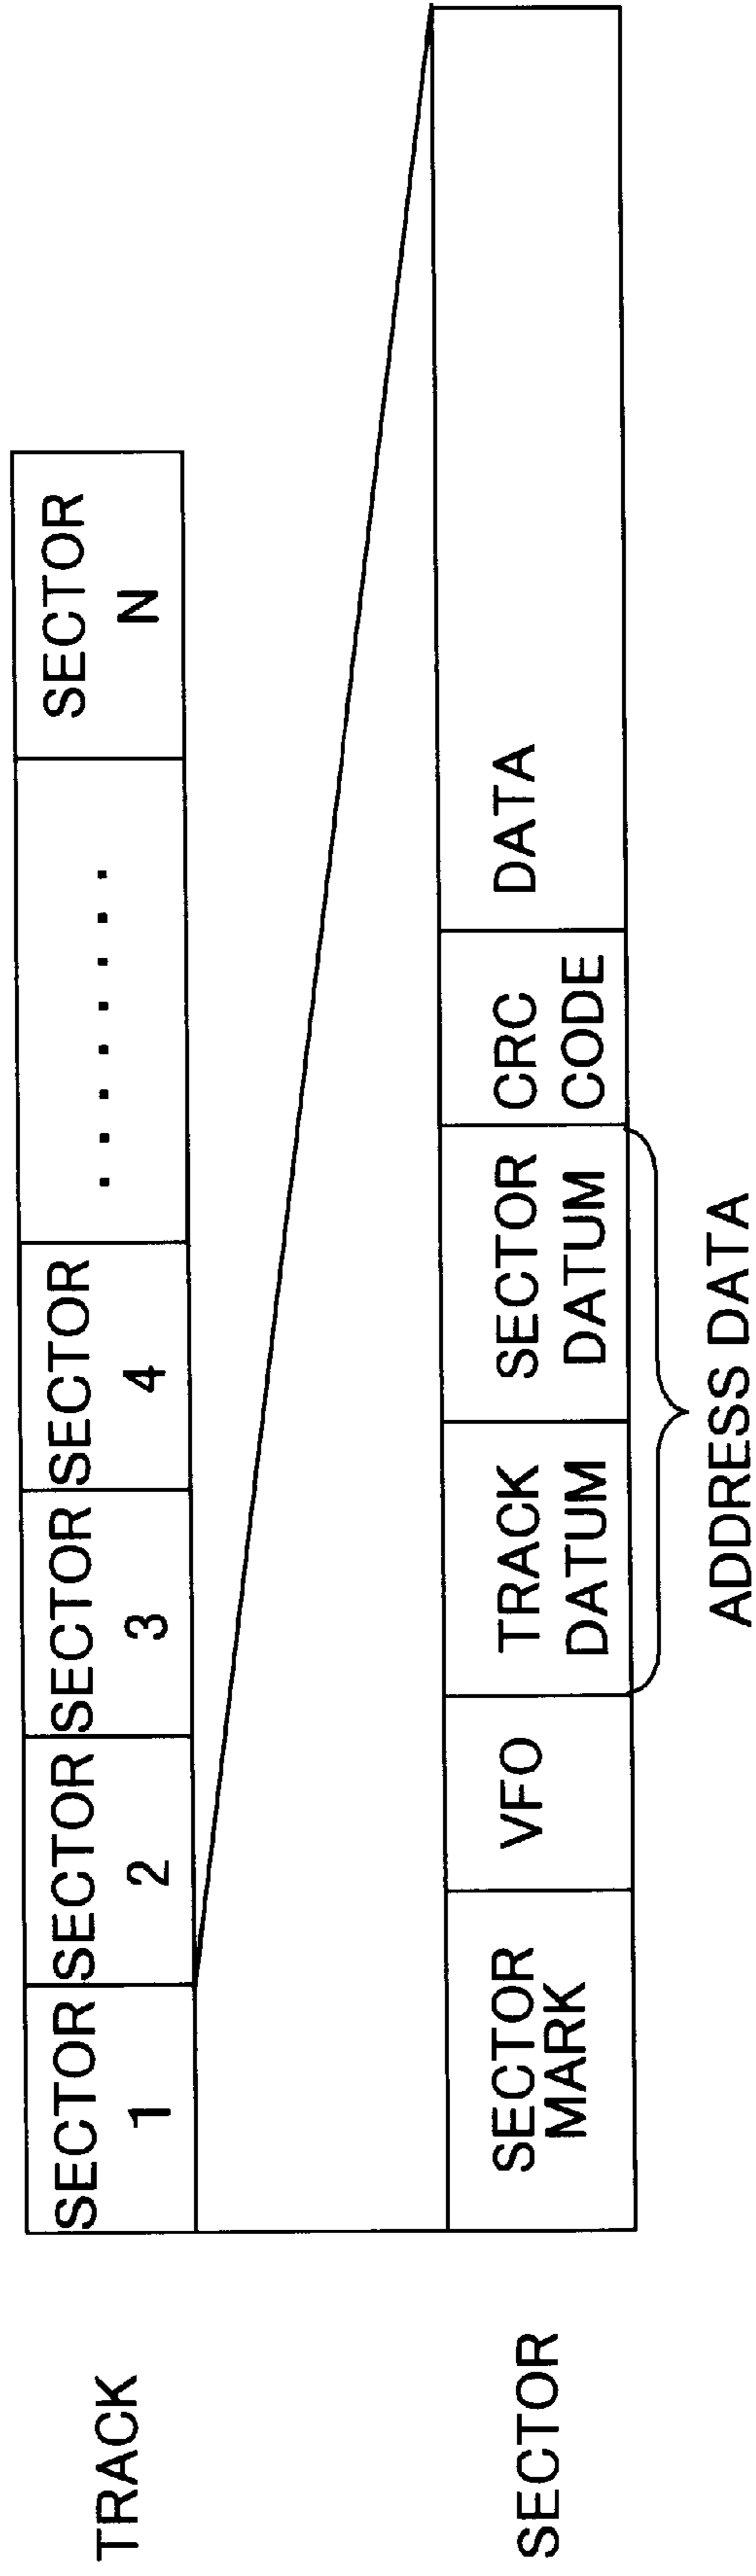 TRACK
SECTOR
1
SECTOR
2
SECTOR
3
SECTOR
4
. . . . . . . .
SECTOR
N
SECTOR
SECTOR
MARK
VFO
TRACK
DATUM
SECTOR
DATUM
CRC
CODE
DATA
ADDRESS DATA